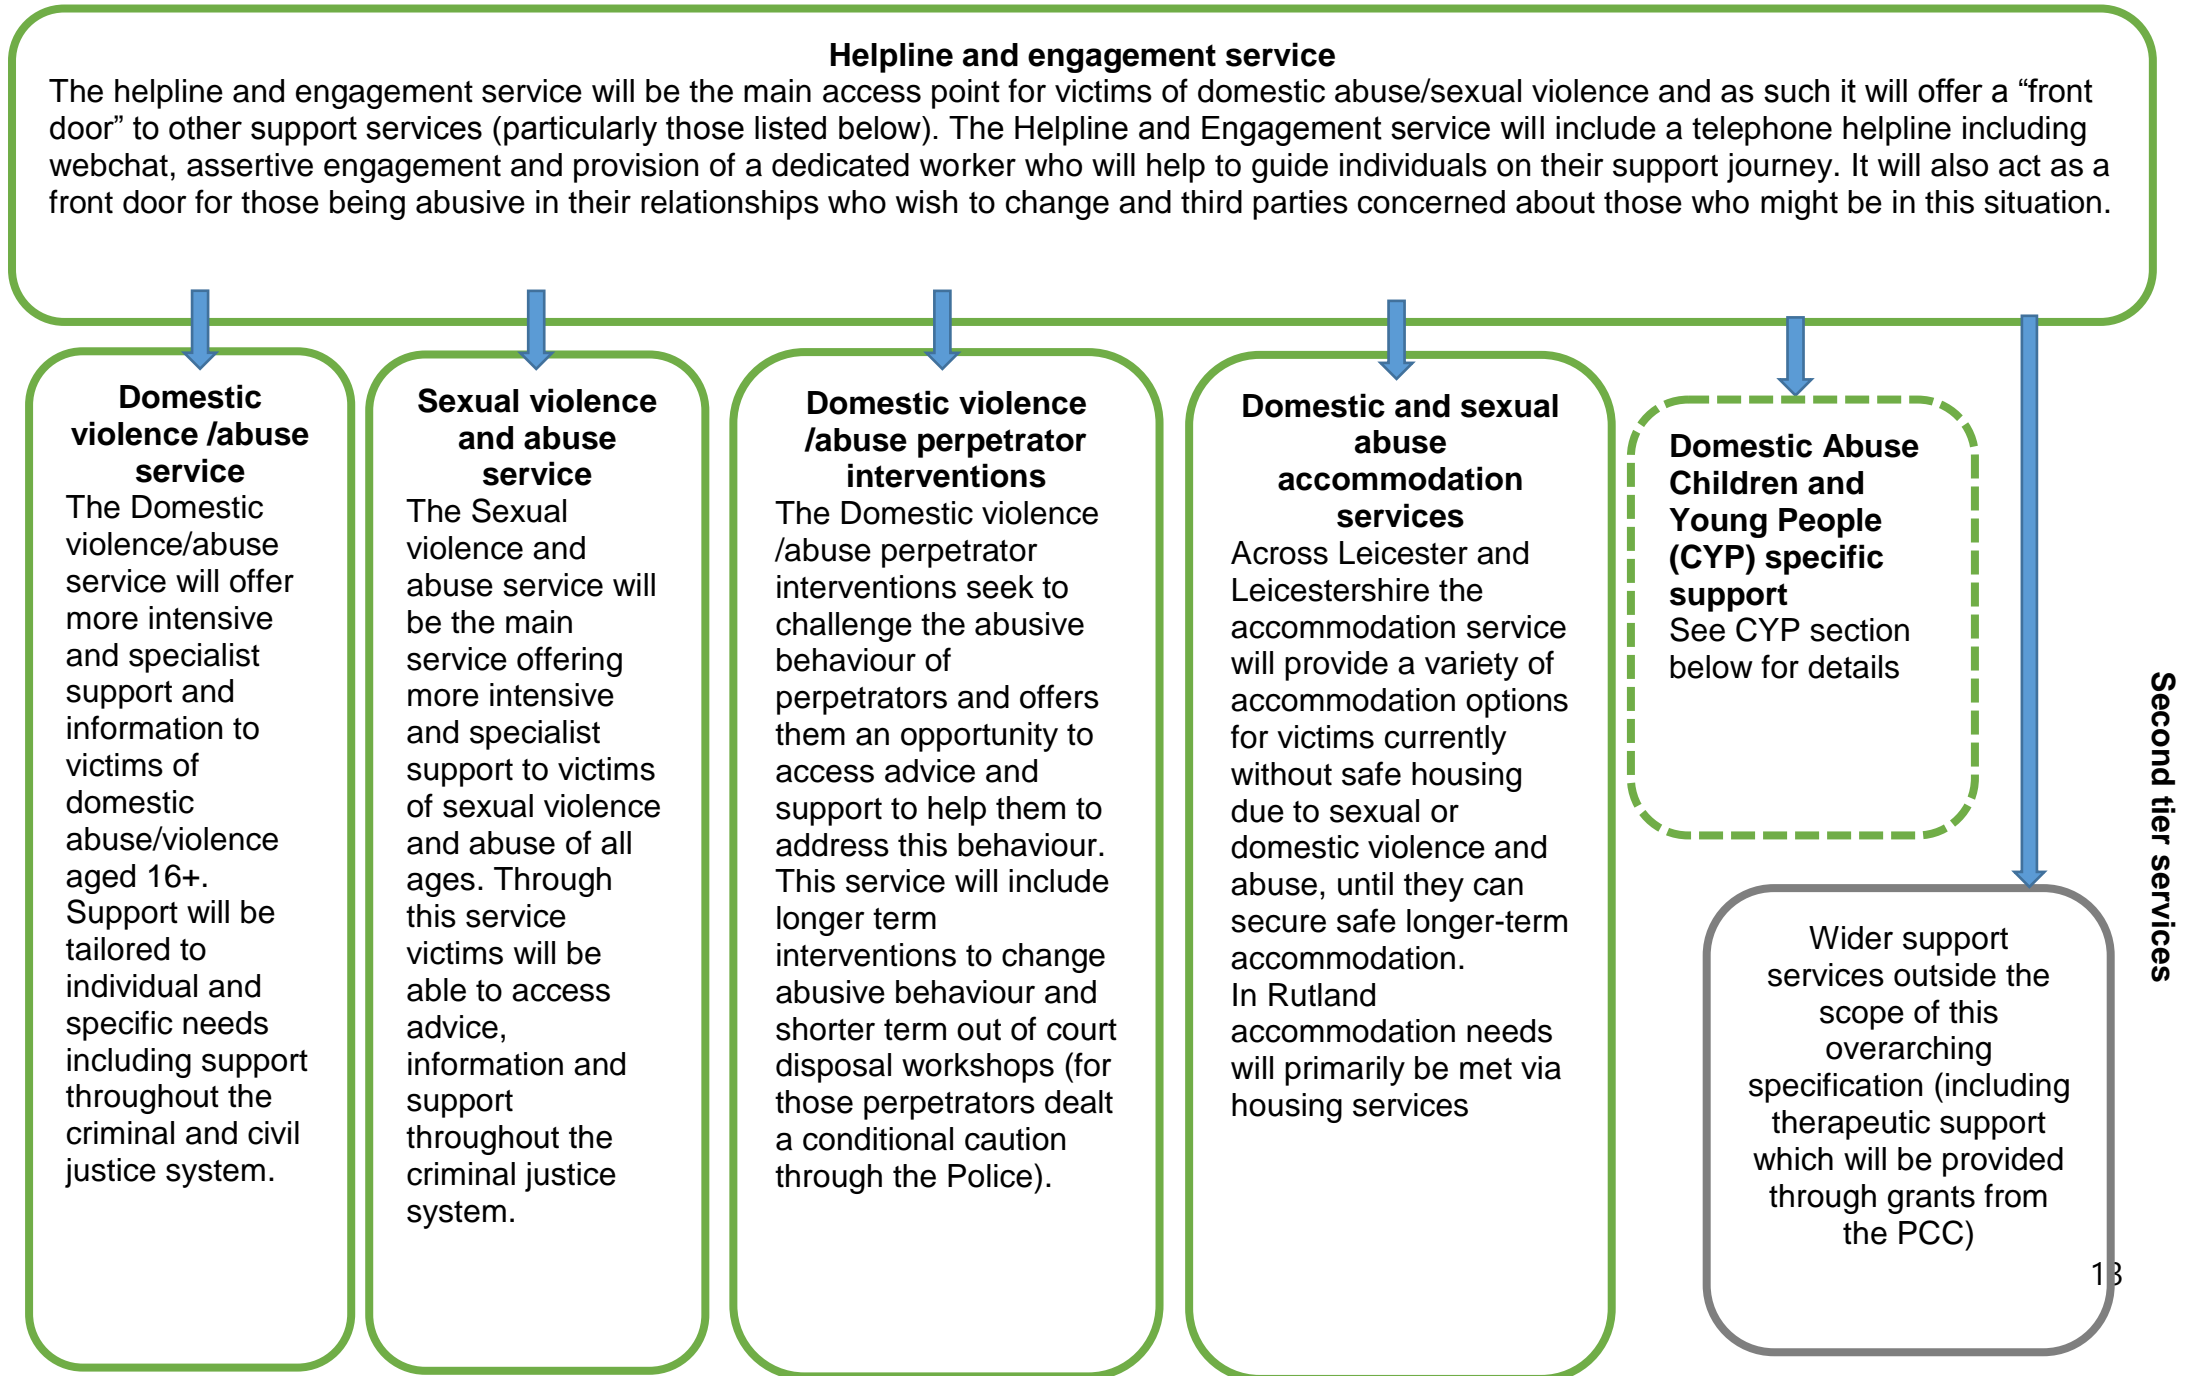 Helpline and engagement service
The helpline and engagement service will be the main access point for victims of domestic abuse/sexual violence and as such it will offer a “front
door” to other support services (particularly those listed below). The Helpline and Engagement service will include a telephone helpline including
webchat, assertive engagement and provision of a dedicated worker who will help to guide individuals on their support journey. It will also act as a
front door for those being abusive in their relationships who wish to change and third parties concerned about those who might be in this situation.
Domestic
violence /abuse
service
The Domestic
violence/abuse
service will offer
more intensive
and specialist
support and
information to
victims of
domestic
abuse/violence
aged 16+.
Support will be
tailored to
individual and
specific needs
including support
throughout the
criminal and civil
justice system.
Sexual violence
and abuse
service
The Sexual
violence and
abuse service will
be the main
service offering
more intensive
and specialist
support to victims
of sexual violence
and abuse of all
ages. Through
this service
victims will be
able to access
advice,
information and
support
throughout the
criminal justice
system.
Domestic violence
/abuse perpetrator
interventions
The Domestic violence
/abuse perpetrator
interventions seek to
challenge the abusive
behaviour of
perpetrators and offers
them an opportunity to
access advice and
support to help them to
address this behaviour.
This service will include
longer term
interventions to change
abusive behaviour and
shorter term out of court
disposal workshops (for
those perpetrators dealt
a conditional caution
through the Police).
Domestic and sexual
abuse
accommodation
services
Across Leicester and
Leicestershire the
accommodation service
will provide a variety of
accommodation options
for victims currently
without safe housing
due to sexual or
domestic violence and
abuse, until they can
secure safe longer-term
accommodation.
In Rutland
accommodation needs
will primarily be met via
housing services
Domestic Abuse
Children and
Young People
(CYP) specific
support
See CYP section
below for details
Wider support
services outside the
scope of this
overarching
specification (including
therapeutic support
which will be provided
through grants from
the PCC)
Second tier services
13